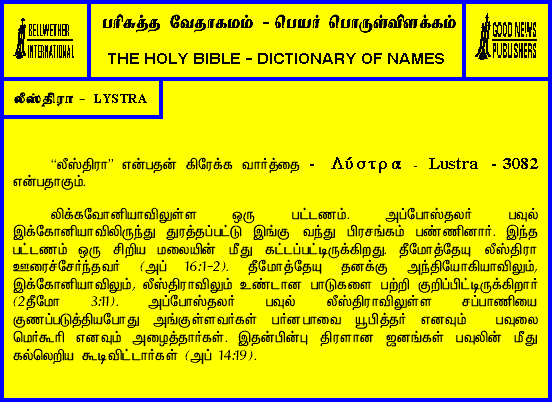 BELLWETHER
INTERNATIONAL
பரிசுத்த வேதாகமம் - பெயர் பொருள்விளக்கம்
THE HOLY BIBLE - DICTIONARY OF NAMES
GOOD NEWS
PUBLISHERS
லீஸ்திரா - LYSTRA
“லீஸ்திரா” என்பதன் கிரேக்க வார்த்தை - Λύστρα - Lustra - 3082
என்பதாகும்.
லிக்கவோனியாவிலுள்ள ஒரு பட்டணம். அப்போஸ்தலர் பவுல்
இக்கோனியாவிலிருந்து துரத்தப்பட்டு இங்கு வந்து பிரசங்கம் பண்ணினார். இந்த
பட்டணம் ஒரு சிறிய மலையின் மீது கட்டப்பட்டிருக்கிறது. தீமோத்தேயு லீஸ்திரா
ஊரைச்சேர்ந்தவர் (அப் 16:1-2). தீமோத்தேயு தனக்கு அந்தியோகியாவிலும்,
இக்கோனியாவிலும், லீஸ்திராவிலும் உண்டான பாடுகளை பற்றி குறிப்பிட்டிருக்கிறார்
(2தீமோ 3:11). அப்போஸ்தலர் பவுல் லீஸ்திராவிலுள்ள சப்பாணியை
குணப்படுத்தியபோது அங்குள்ளவர்கள் பர்னபாவை யூபித்தர் எனவும் பவுலை
மெர்கூரி எனவும் அழைத்தார்கள். இதன்பின்பு திரளான ஜனங்கள் பவுலின் மீது
கல்லெறிய கூடிவிட்டார்கள் (அப் 14:19).